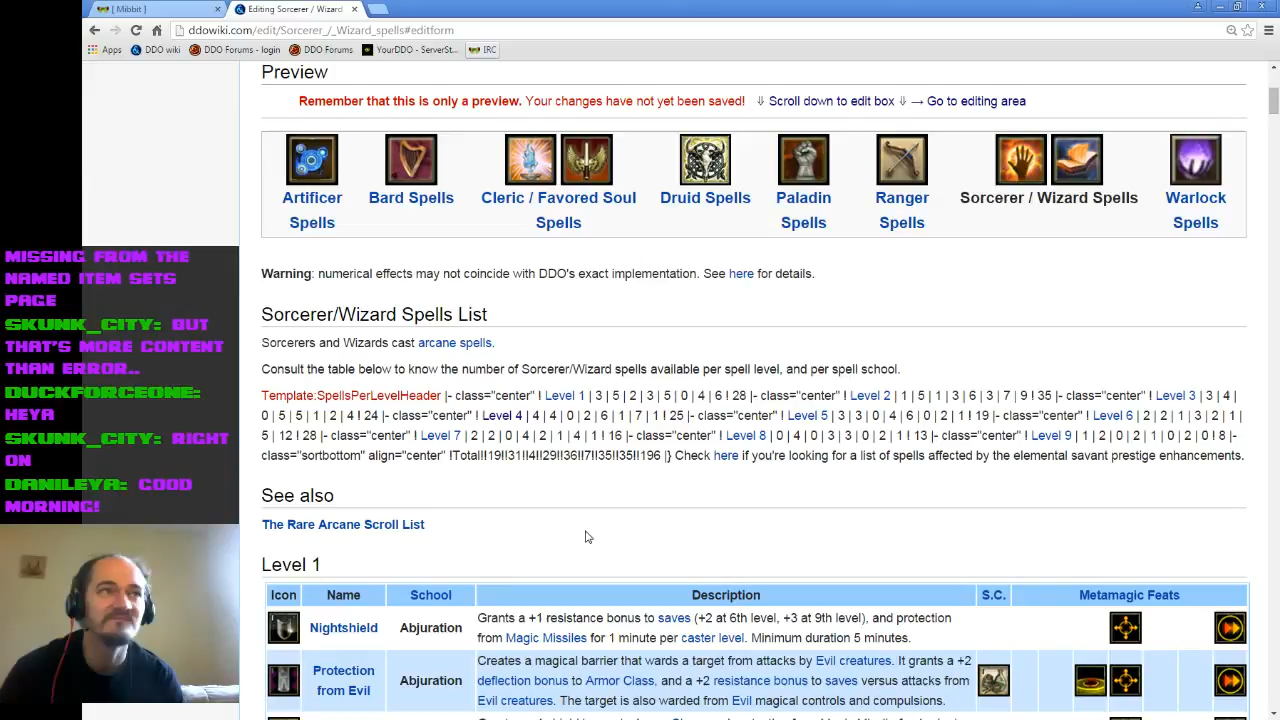 [ Mibbit ]
Editing Sorcerer / Wizard
ddowiki.com/edit/Sorcerer_/_Wizard_spells#editform
Apps DDO wiki DDO Forums - login DDO Forums YourDDO - ServerSt... IRC
Preview
Remember that this is only a preview. Your changes have not yet been saved! ⇓ Scroll down to edit box ⇓ → Go to editing area
Artificer Spells
Bard Spells
Cleric / Favored Soul Spells
Druid Spells
Paladin Spells
Ranger Spells
Sorcerer / Wizard Spells
Warlock Spells
Warning: numerical effects may not coincide with DDO's exact implementation. See here for details.
Sorcerer/Wizard Spells List
Sorcerers and Wizards cast arcane spells.
Consult the table below to know the number of Sorcerer/Wizard spells available per spell level, and per spell school.
Template:SpellsPerLevelHeader |- class="center" ! Level 1 | 3 | 5 | 2 | 3 | 5 | 0 | 4 | 6 ! 28 |- class="center" ! Level 2 | 1 | 5 | 1 | 3 | 6 | 3 | 7 | 9 ! 35 |- class="center" ! Level 3 | 3 | 4 |
0 | 5 | 5 | 1 | 2 | 4 ! 24 |- class="center" ! Level 4 | 4 | 4 | 0 | 2 | 6 | 1 | 7 | 1 ! 25 |- class="center" ! Level 5 | 3 | 3 | 0 | 4 | 6 | 0 | 2 | 1 ! 19 |- class="center" ! Level 6 | 2 | 2 | 1 | 3 | 2 | 1 |
5 | 12 ! 28 |- class="center" ! Level 7 | 2 | 2 | 0 | 4 | 2 | 1 | 4 | 1 ! 16 |- class="center" ! Level 8 | 0 | 4 | 0 | 3 | 3 | 0 | 2 | 1 ! 13 |- class="center" ! Level 9 | 1 | 2 | 0 | 2 | 1 | 0 | 2 | 0 ! 8 |-
class="sortbottom" align="center" !Total!!19!!31!!4!!29!!36!!7!!35!!35!!196 |} Check here if you're looking for a list of spells affected by the elemental savant prestige enhancements.
See also
The Rare Arcane Scroll List
Level 1
Icon Name School Description S.C. Metamagic Feats
Nightshield Abjuration
Grants a +1 resistance bonus to saves (+2 at 6th level, +3 at 9th level), and protection
from Magic Missiles for 1 minute per caster level. Minimum duration 5 minutes.
Protection from Evil Abjuration
Creates a magical barrier that wards a target from attacks by Evil creatures. It grants a +2
deflection bonus to Armor Class, and a +2 resistance bonus to saves versus attacks from
Evil creatures. The target is also warded from Evil magical controls and compulsions.
MISSING FROM THE
NAMED ITEM SETS
PAGE
SKUNK_CITY: BUT
THAT'S MORE CONTENT
THAN ERROR..
DUCKFORCEONE:
HEYA
SKUNK_CITY: RIGHT
ON
DANILEYA: GOOD
MORNING!